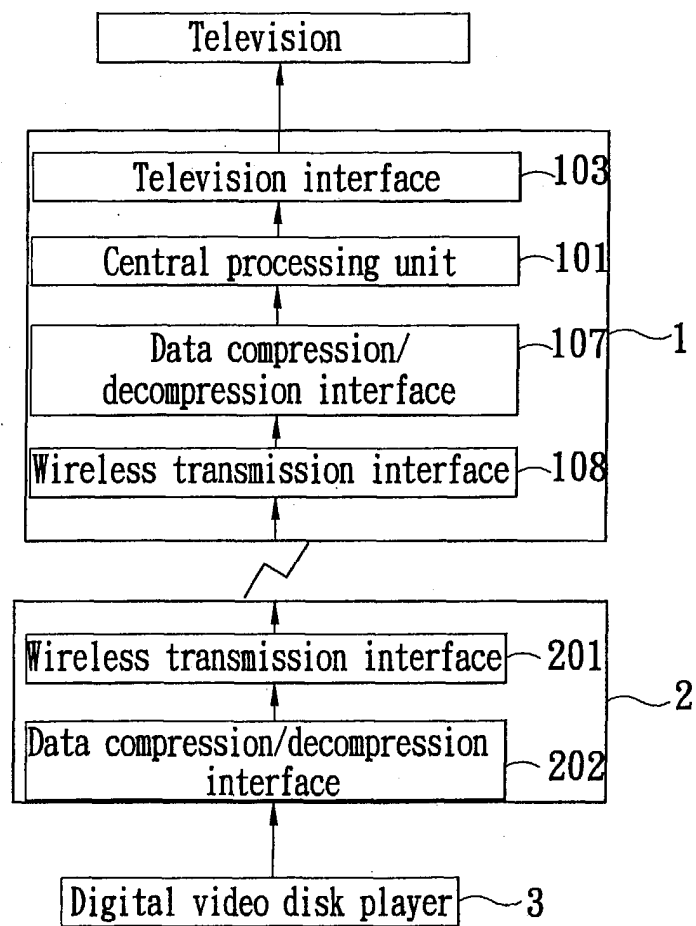 Television
Television interface
103
Central processing unit
101
Data compression/
decompression interface
107
1
Wireless transmission interface
108
Wireless transmission interface
201
2
Data compression/decompression
interface
202
Digital video disk player
3